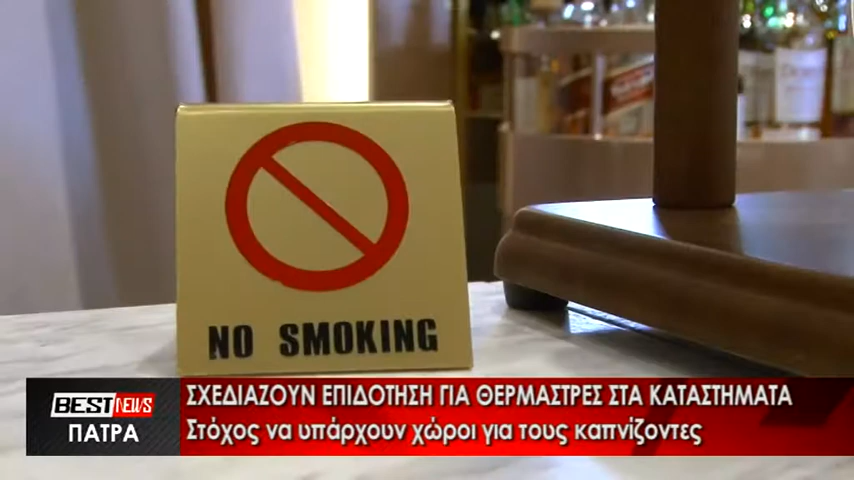 NO SMOKING
BEST NEWS
ΠΑΤΡΑ
ΣΧΕΔΙΑΖΟΥΝ ΕΠΙΔΟΤΗΣΗ ΓΙΑ ΘΕΡΜΑΣΤΡΕΣ ΣΤΑ ΚΑΤΑΣΤΗΜΑΤΑ
Στόχος να υπάρχουν χώροι για τους καπνίζοντες